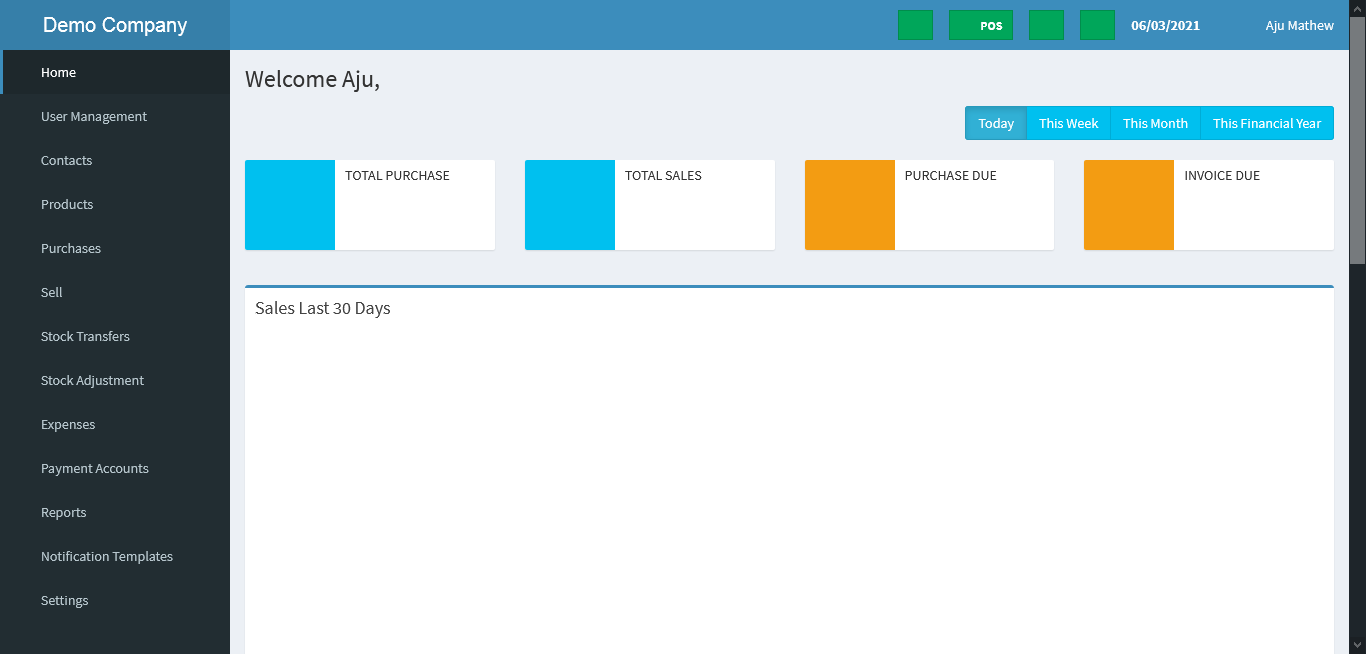 Demo Company
POS
06/03/2021
Aju Mathew
Home
User Management
Contacts
Products
Purchases
Sell
Stock Transfers
Stock Adjustment
Expenses
Payment Accounts
Reports
Notification Templates
Settings
Welcome Aju,
Today
This Week
This Month
This Financial Year
TOTAL PURCHASE
TOTAL SALES
PURCHASE DUE
INVOICE DUE
Sales Last 30 Days